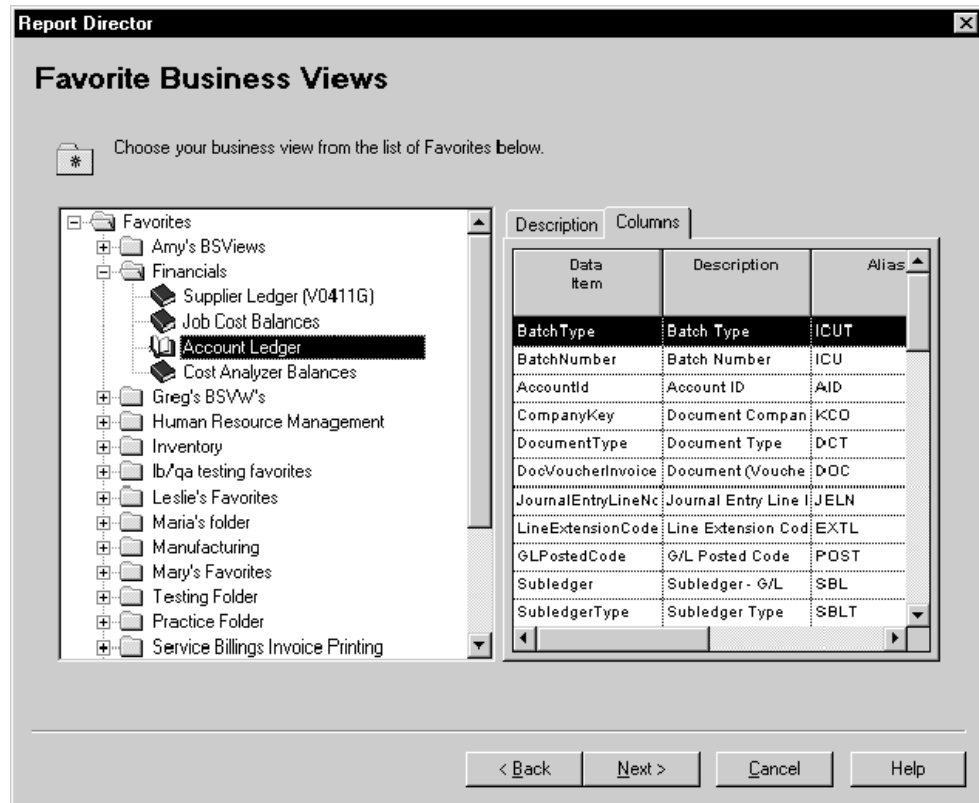 Report Director
Favorite Business Views
Choose your business view from the list of Favorites below.
Favorites
Amy's BSViews
Financials
Supplier Ledger (V0411G)
Job Cost Balances
Account Ledger
Cost Analyzer Balances
Greg's BSVW's
Human Resource Management
Inventory
lb/'qa testing favorites
Leslie's Favorites
Maria's folder
Manufacturing
Mary's Favorites
Testing Folder
Practice Folder
Service Billings Invoice Printing
Description Columns
Data Item Description Alias
BatchType Batch Type ICUT
BatchNumber Batch Number ICU
AccountId Account ID AID
CompanyKey Document Compan KCO
DocumentType Document Type DCT
DocVoucherInvoice Document (Vouche DOC
JournalEntryLineNo Journal Entry Line JELN
LineExtensionCode Line Extension Cod EXTL
GLPostedCode G/L Posted Code POST
Subledger Subledger - G/L SBL
SubledgerType Subledger Type SBLT
< Back Next > Cancel Help